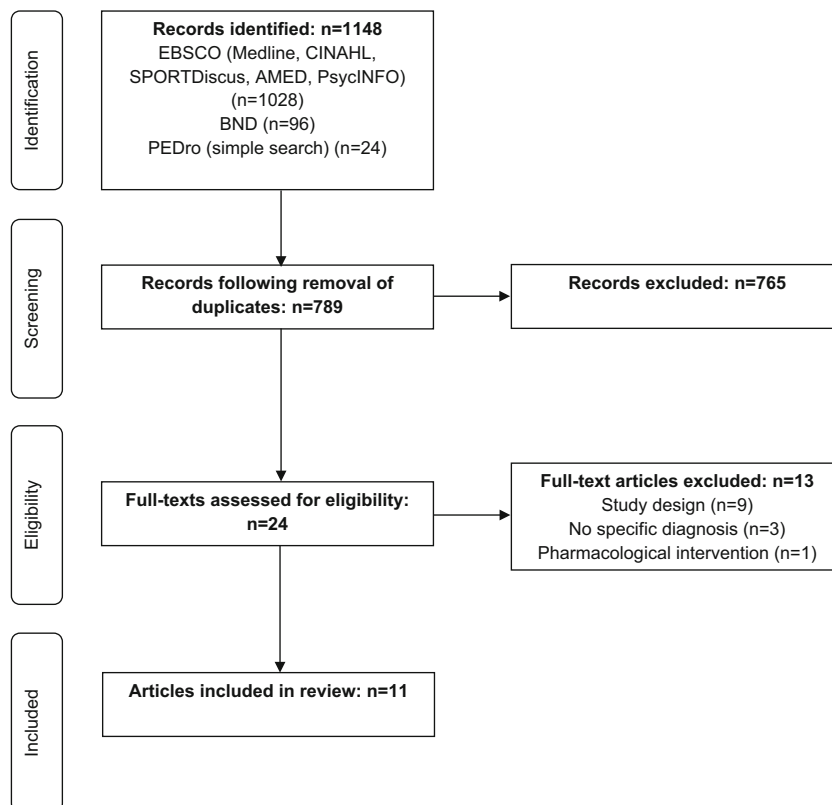 Identification
Records identified: n=1148
EBSCO (Medline, CINAHL,
SPORTDiscus, AMED, PsycINFO)
(n=1028)
BND (n=96)
PEDro (simple search) (n=24)
Screening
Records following removal of
duplicates: n=789
Records excluded: n=765
Eligibility
Full-texts assessed for eligibility:
n=24
Full-text articles excluded: n=13
Study design (n=9)
No specific diagnosis (n=3)
Pharmacological intervention (n=1)
Included
Articles included in review: n=11